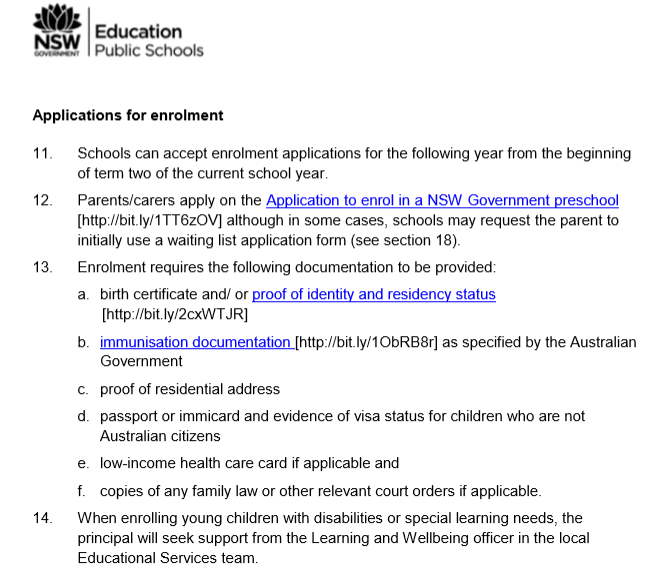 NSW
GOVERNMENT
Education
Public Schools
Applications for enrolment
11. Schools can accept enrolment applications for the following year from the beginning
of term two of the current school year.
12. Parents/carers apply on the Application to enrol in a NSW Government preschool
[http://bit.ly/1TT6zOV] although in some cases, schools may request the parent to
initially use a waiting list application form (see section 18).
13. Enrolment requires the following documentation to be provided:
a. birth certificate and/ or proof of identity and residency status
[http://bit.ly/2cxWTJR]
b. immunisation documentation [http://bit.ly/1ObRB8r] as specified by the Australian
Government
c. proof of residential address
d. passport or immicard and evidence of visa status for children who are not
Australian citizens
e. low-income health care card if applicable and
f. copies of any family law or other relevant court orders if applicable.
14. When enrolling young children with disabilities or special learning needs, the
principal will seek support from the Learning and Wellbeing officer in the local
Educational Services team.